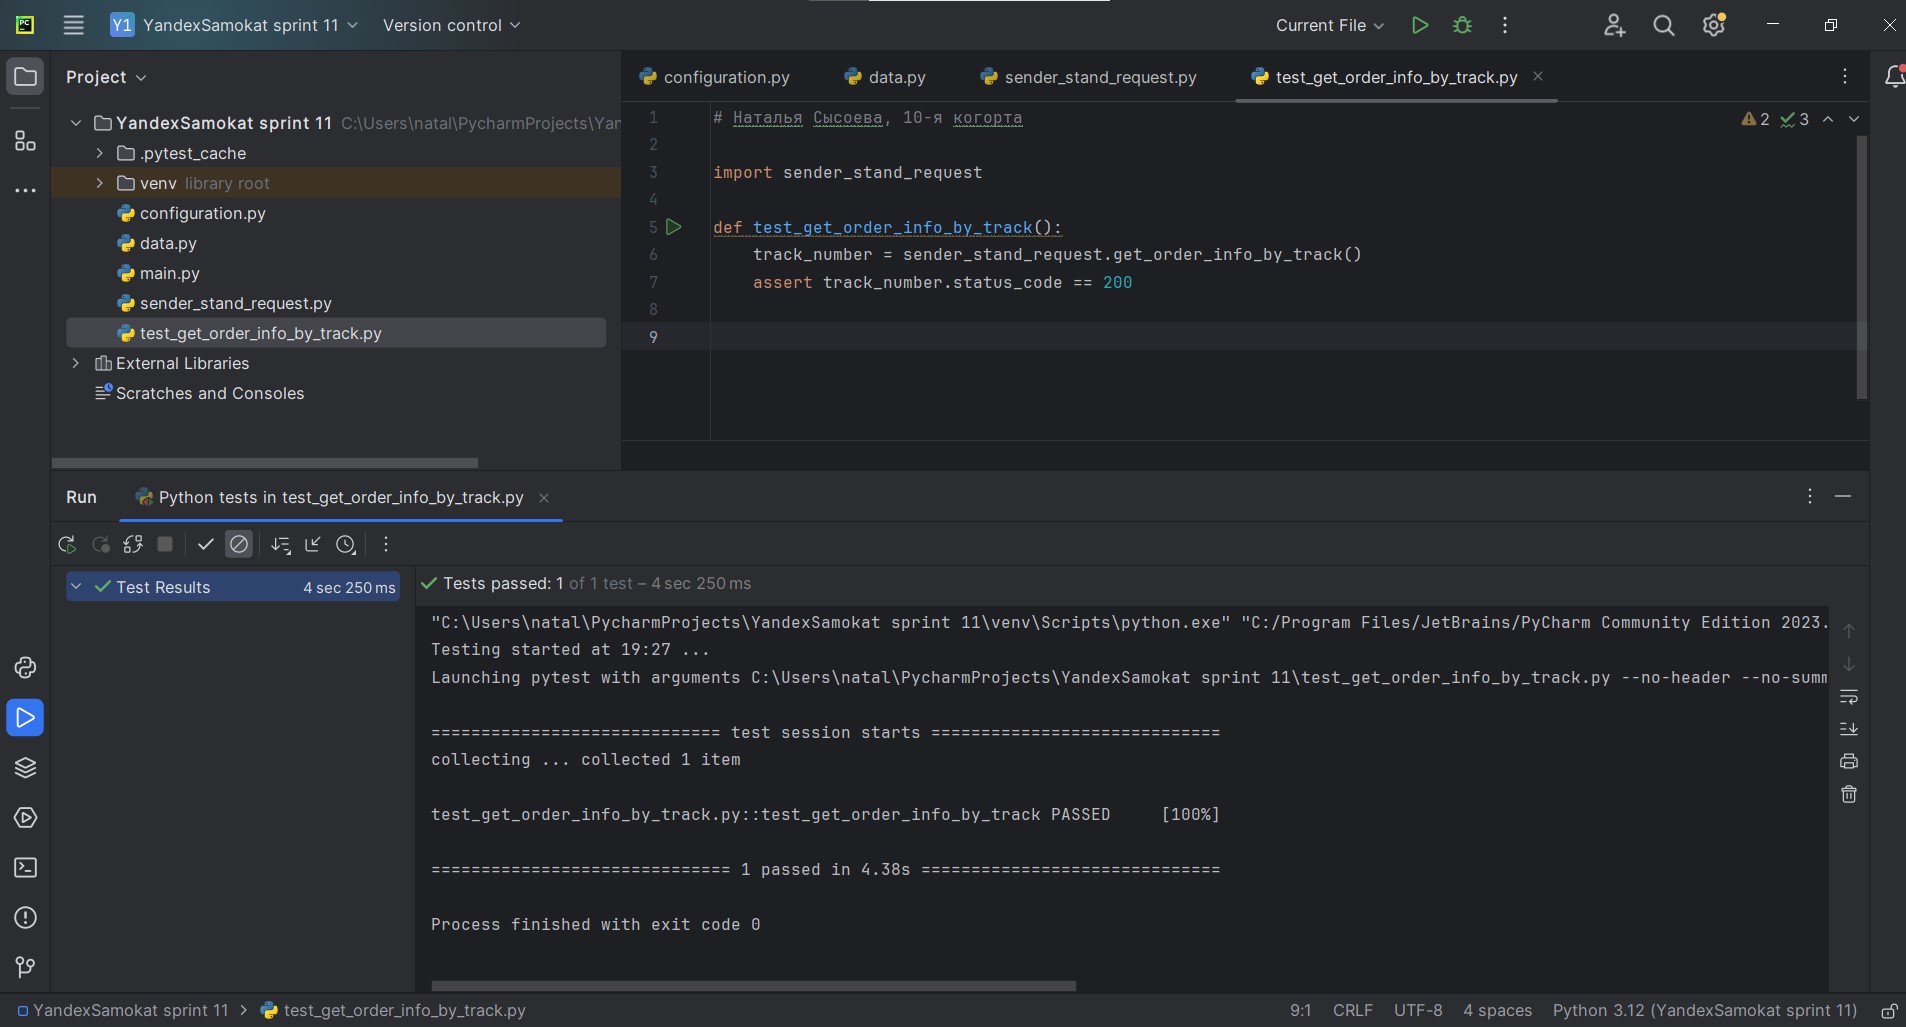 Y1 YandexSamokat sprint 11 Version control Current File
Project
configuration.py data.py sender_stand_request.py test_get_order_info_by_track.py
YandexSamokat sprint 11 C:\Users\natal\PycharmProjects\Yan
.pytest_cache
venv library root
configuration.py
data.py
main.py
sender_stand_request.py
test_get_order_info_by_track.py
External Libraries
Scratches and Consoles
1 # Наталья Сысоева, 10-я когорта
2 3
2
3 import sender_stand_request
4
5 def test_get_order_info_by_track():
6 track_number = sender_stand_request.get_order_info_by_track()
7 assert track_number.status_code == 200
8
9
Run Python tests in test_get_order_info_by_track.py
Test Results 4 sec 250 ms
Tests passed: 1 of 1 test – 4 sec 250 ms
"C:\Users\natal\PycharmProjects\YandexSamokat sprint 11\venv\Scripts\python.exe" "C:/Program Files/JetBrains/PyCharm Community Edition 2023.
Testing started at 19:27 ...
Launching pytest with arguments C:\Users\natal\PycharmProjects\YandexSamokat sprint 11\test_get_order_info_by_track.py --no-header --no-summ
============================= test session starts =============================
collecting ... collected 1 item
test_get_order_info_by_track.py::test_get_order_info_by_track PASSED [100%]
============================== 1 passed in 4.38s ==============================
Process finished with exit code 0
YandexSamokat sprint 11 > test_get_order_info_by_track.py 9:1 CRLF UTF-8 4 spaces Python 3.12 (YandexSamokat sprint 11)